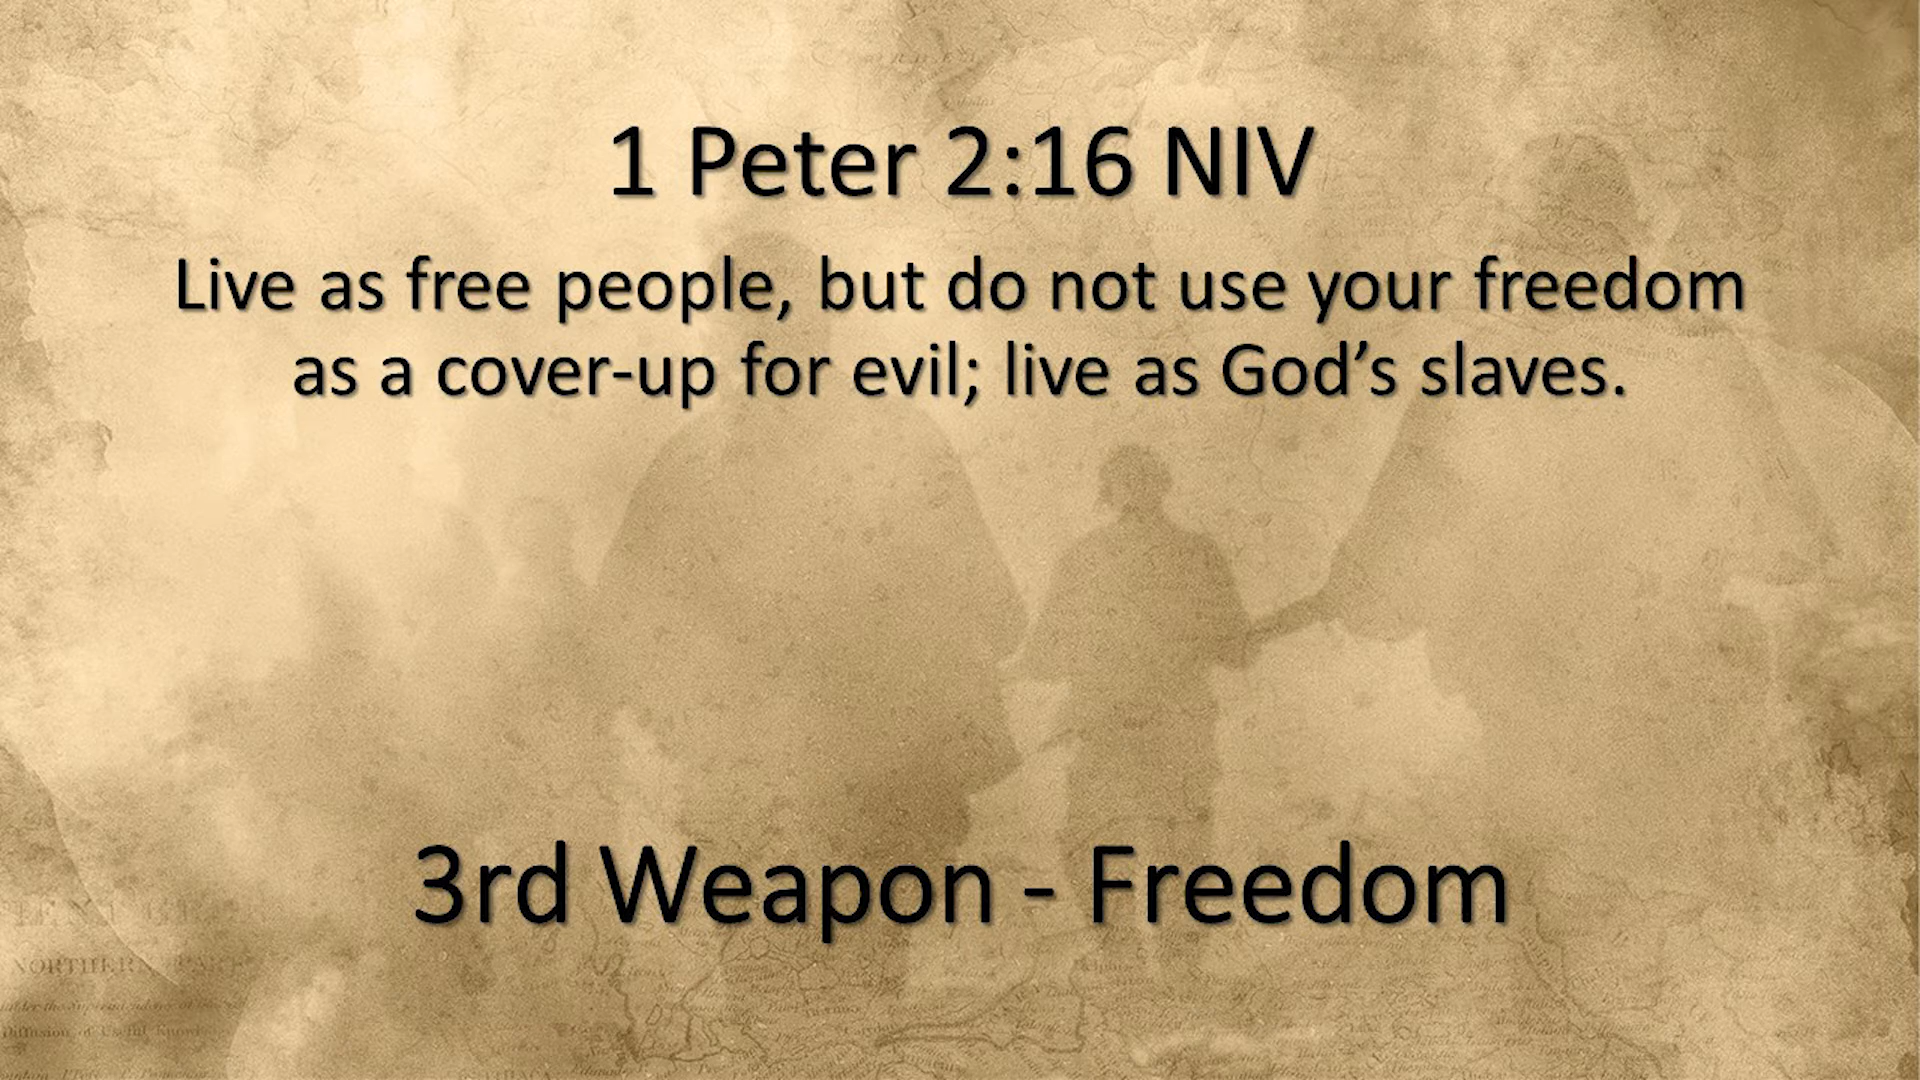 1 Peter 2:16 NIV
Live as free people, but do not use your freedom
as a cover-up for evil; live as God’s slaves.
3rd Weapon - Freedom
NORTHERN